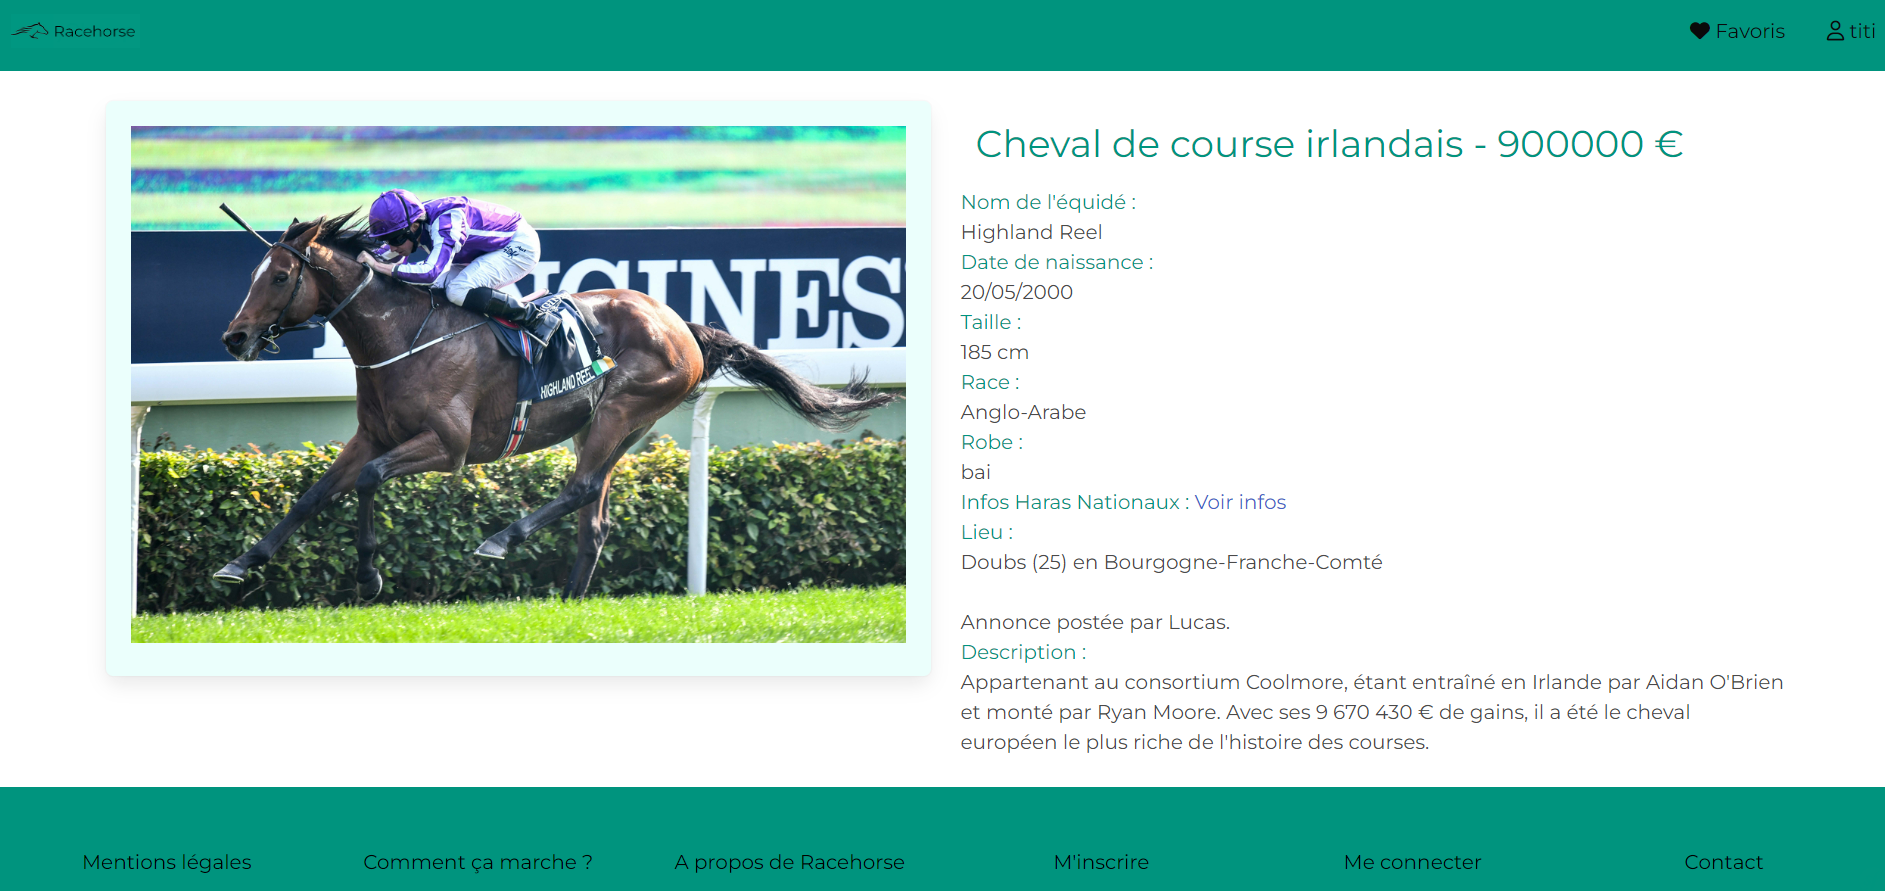 Racehorse
Favoris
titi
Cheval de course irlandais - 900000 €
NGINES
HIGHLAND REEL
1
Nom de l'équidé :
Highland Reel
Date de naissance :
20/05/2000
Taille :
185 cm
Race :
Anglo-Arabe
Robe :
bai
Infos Haras Nationaux : Voir infos
Lieu :
Doubs (25) en Bourgogne-Franche-Comté
Annonce postée par Lucas.
Description :
Appartenant au consortium Coolmore, étant entraîné en Irlande par Aidan O'Brien
et monté par Ryan Moore. Avec ses 9 670 430 € de gains, il a été le cheval
européen le plus riche de l'histoire des courses.
Mentions légales
Comment ça marche ?
A propos de Racehorse
M'inscrire
Me connecter
Contact